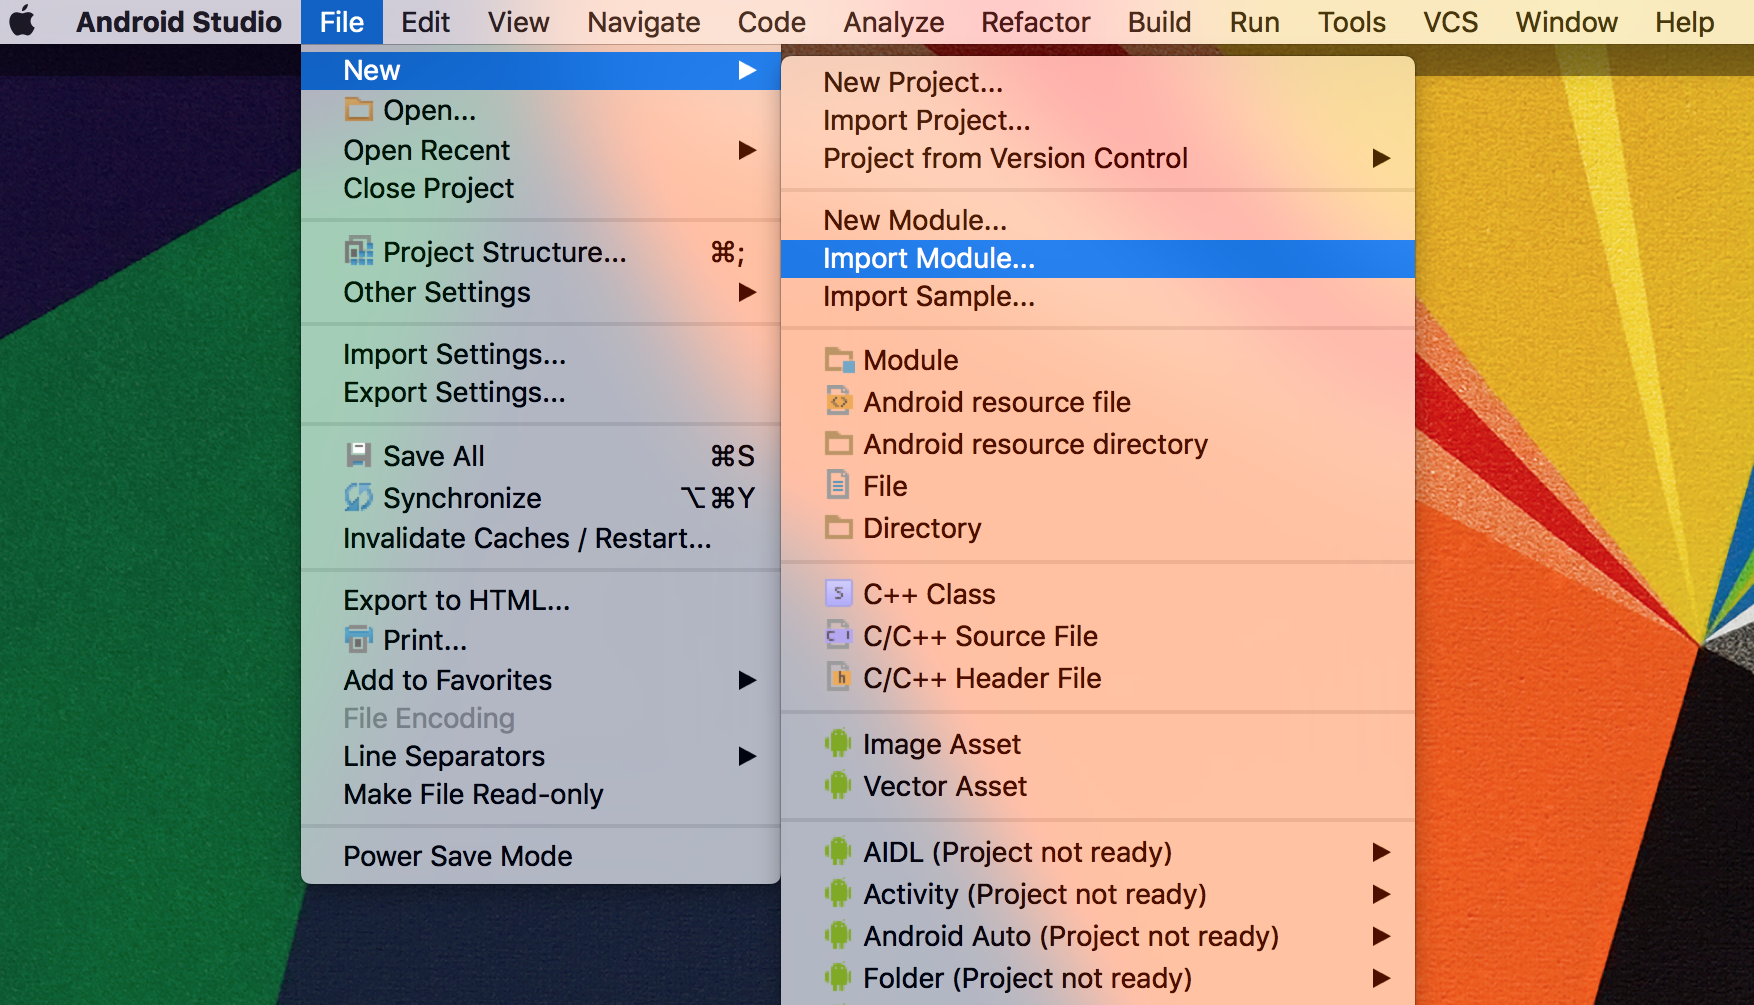 Android Studio File Edit View Navigate Code Analyze Refactor Build Run Tools VCS Window Help
New
Open...
Open Recent
Close Project
Project Structure... ⌘;
Other Settings
Import Settings...
Export Settings...
Save All ⌘S
Synchronize ⌥⌘Y
Invalidate Caches / Restart...
Export to HTML...
Print...
Add to Favorites
File Encoding
Line Separators
Make File Read-only
Power Save Mode
New Project...
Import Project...
Project from Version Control
New Module...
Import Module...
Import Sample...
Module
Android resource file
Android resource directory
File
Directory
S C++ Class
C/C++ Source File
h C/C++ Header File
Image Asset
Vector Asset
AIDL (Project not ready)
Activity (Project not ready)
Android Auto (Project not ready)
Folder (Project not ready)